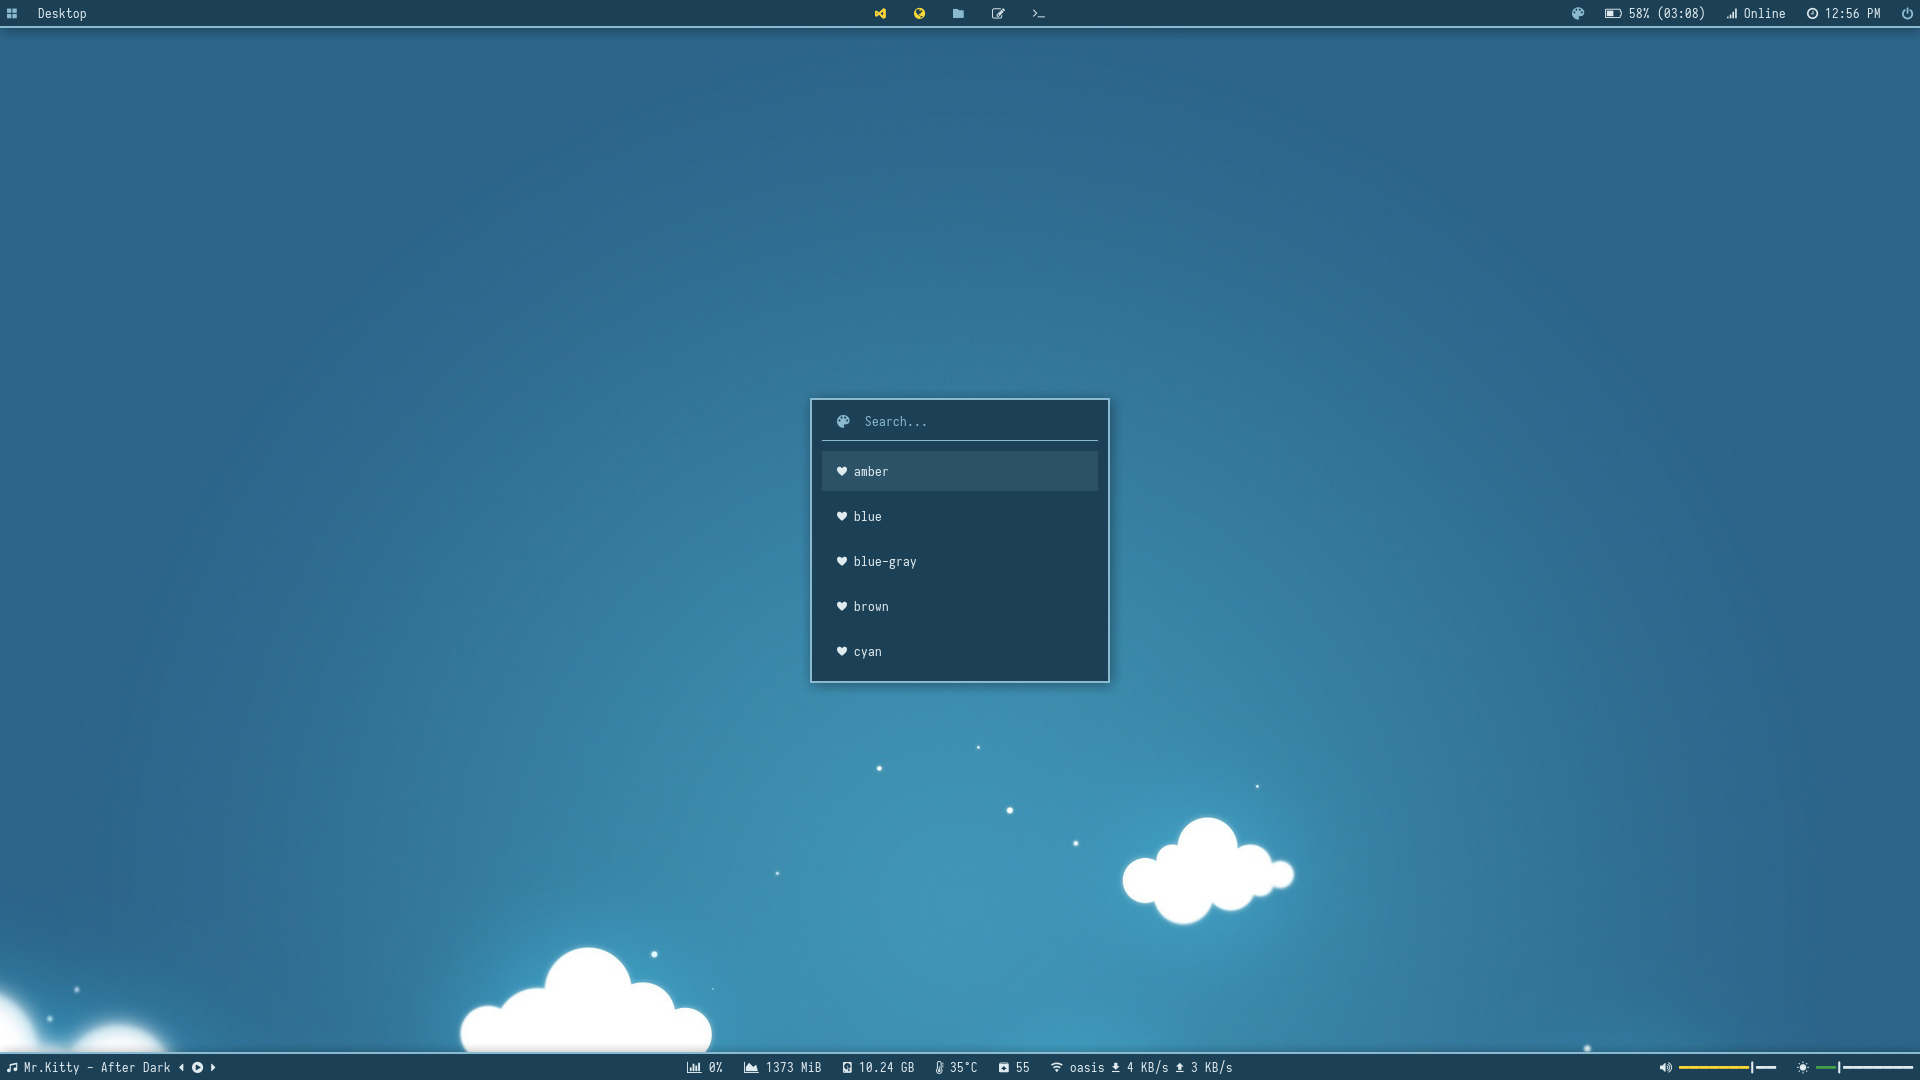 Desktop
58% (03:08)
Online
12:56 PM
Search...
amber
blue
blue-gray
brown
cyan
Mr.Kitty - After Dark
0%
1373 MiB
10.24 GB
35°C
55
oasis
4 KB/s
3 KB/s